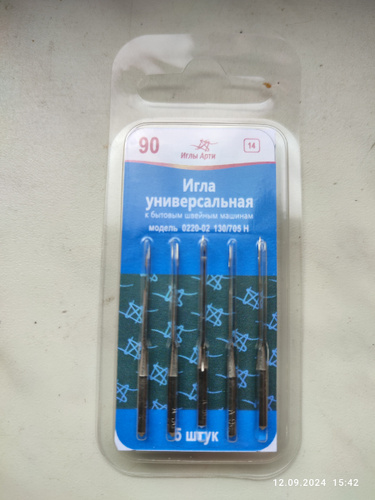 90
Иглы Арти
14
Игла
универсальная
к бытовым швейным машинам
модель 0220-02 130/705 H
5 штук
12.09.2024 15:42